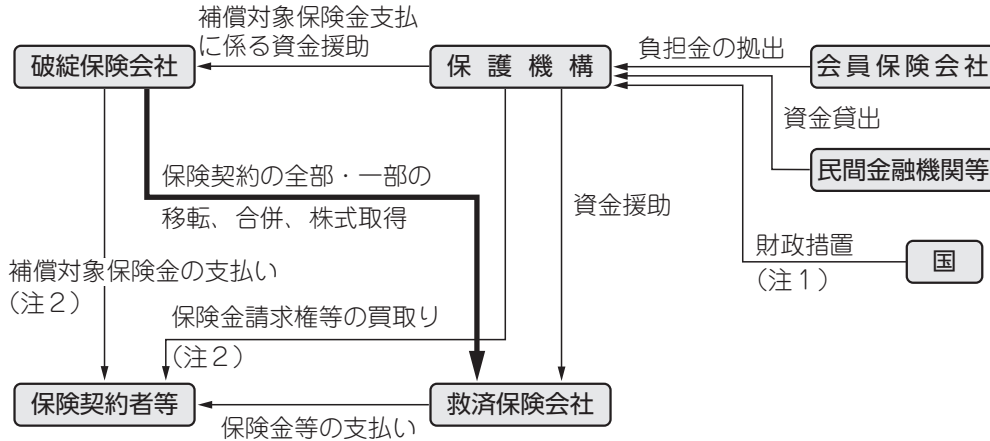 補償対象保険金支払
に係る資金援助
破綻保険会社
保護機構
負担金の拠出
会員保険会社
資金貸出
民間金融機関等
保険契約の全部・一部の
移転、合併、株式取得
資金援助
財政措置
(注1)
国
補償対象保険金の支払い
(注2)
保険金請求権等の買取り
(注2)
保険契約者等
救済保険会社
保険金等の支払い